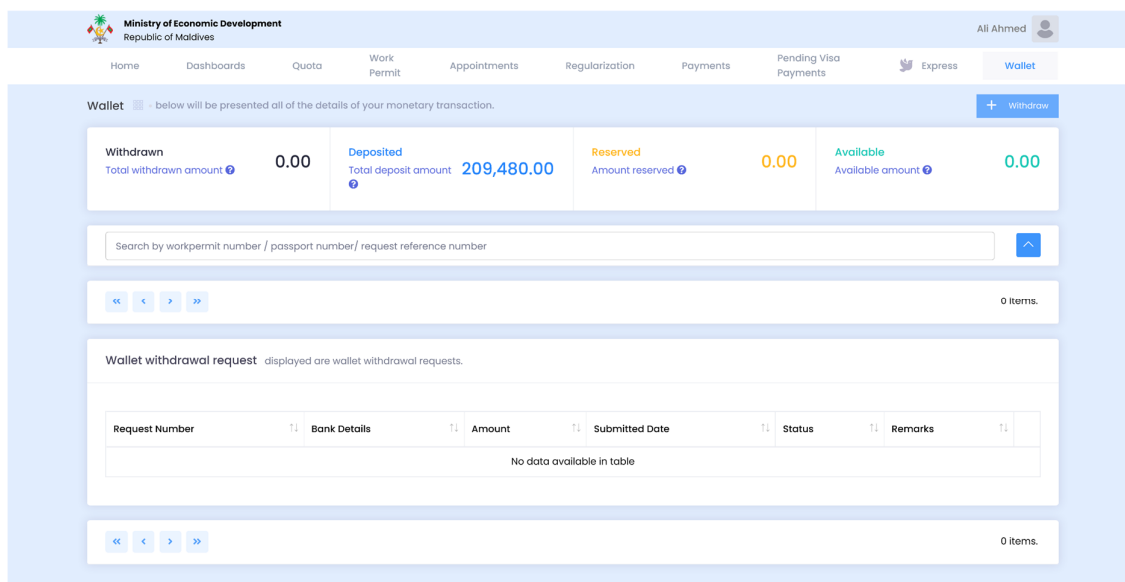 Ministry of Economic Development
Republic of Maldives
Ali Ahmed
Home
Dashboards
Quota
Work
Permit
Appointments
Regularization
Payments
Pending Visa
Payments
Express
Wallet
Wallet - below will be presented all of the details of your monetary transaction.
+ Withdraw
Withdrawn
Total withdrawn amount ?
0.00
Deposited
Total deposit amount
?
209,480.00
Reserved
Amount reserved ?
0.00
Available
Available amount ?
0.00
Search by workpermit number / passport number/ request reference number
« ‹ › »
0 items.
Wallet withdrawal request displayed are wallet withdrawal requests.
Request Number ↑↓ Bank Details ↑↓ Amount ↑↓ Submitted Date ↑↓ Status ↑↓ Remarks ↑↓
No data available in table
« ‹ › »
0 items.